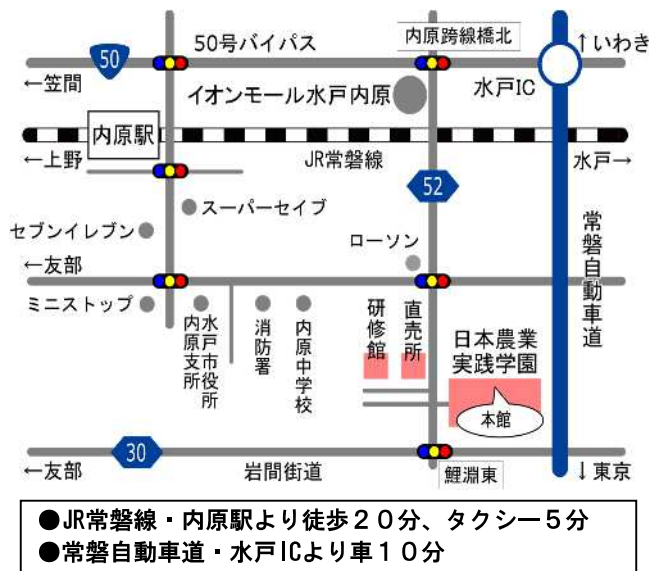 50号バイパス
内原跨線橋北
↑いわき
50
←笠間
イオンモール水戸内原
水戸IC
内原駅
←上野
JR常磐線
水戸→
52
スーパーセイブ
セブンイレブン
ローソン
常磐自動車道
←友部
ミニストップ
水戸市役所
内原支所
消防署
内原中学校
研修館
直売所
日本農業
実践学園
本館
30
←友部
岩間街道
鯉淵東
↓東京
●JR常磐線・内原駅より徒歩２０分、タクシー５分
●常磐自動車道・水戸ICより車１０分